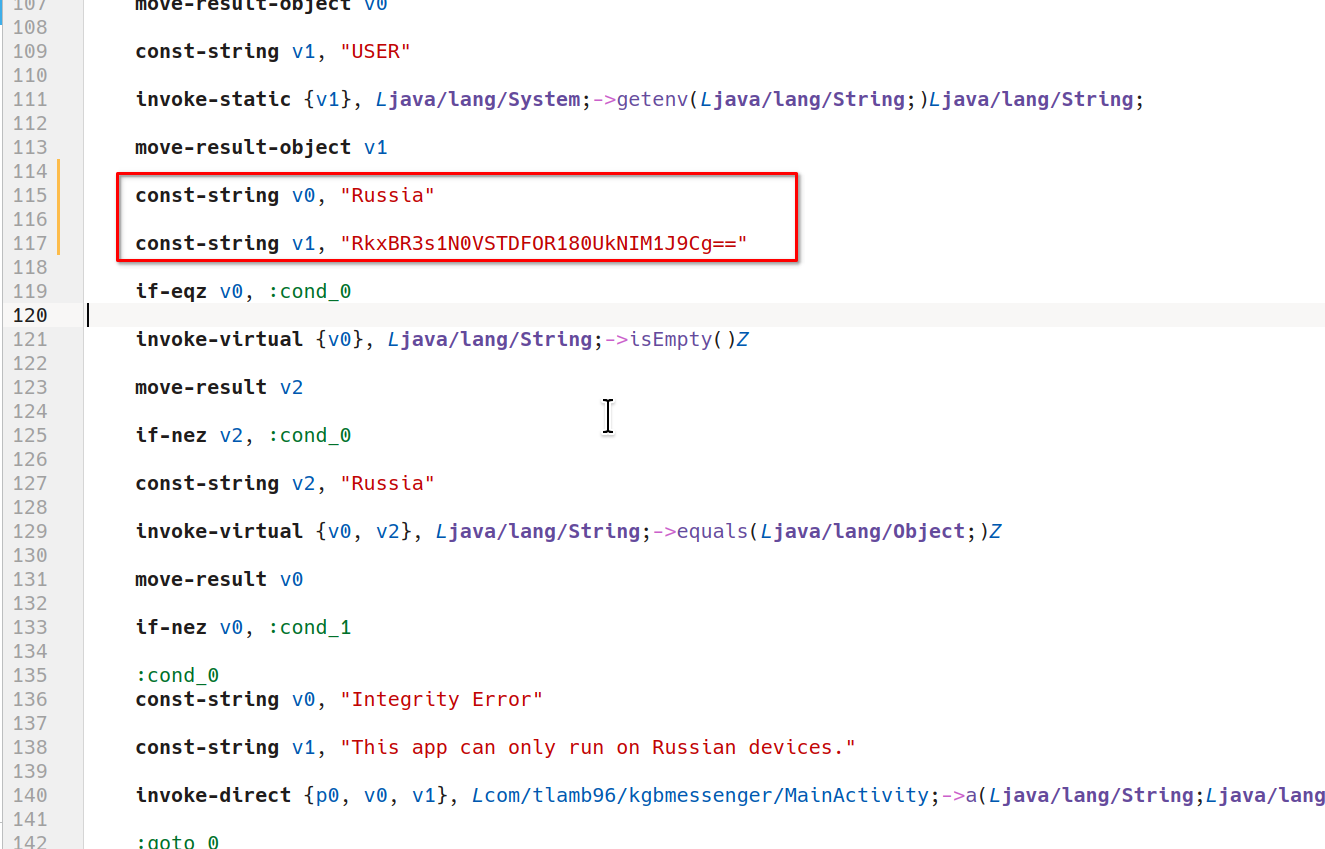 107 move-result-object v0
108
109 const-string v1, "USER"
110
111 invoke-static {v1}, Ljava/lang/System;->getenv(Ljava/lang/String;)Ljava/lang/String;
112
113 move-result-object v1
114
115 const-string v0, "Russia"
116
117 const-string v1, "RkxBR3s1N0VSTDFOR180UkNIM1J9Cg=="
118
119 if-eqz v0, :cond_0
120
121 invoke-virtual {v0}, Ljava/lang/String;->isEmpty()Z
122
123 move-result v2
124
125 if-nez v2, :cond_0
126
127 const-string v2, "Russia"
128
129 invoke-virtual {v0, v2}, Ljava/lang/String;->equals(Ljava/lang/Object;)Z
130
131 move-result v0
132
133 if-nez v0, :cond_1
134
135 :cond_0
136 const-string v0, "Integrity Error"
137
138 const-string v1, "This app can only run on Russian devices."
139
140 invoke-direct {p0, v0, v1}, Lcom/tlamb96/kgbmessenger/MainActivity;->a(Ljava/lang/String;Ljava/lang
141
142 :goto_0